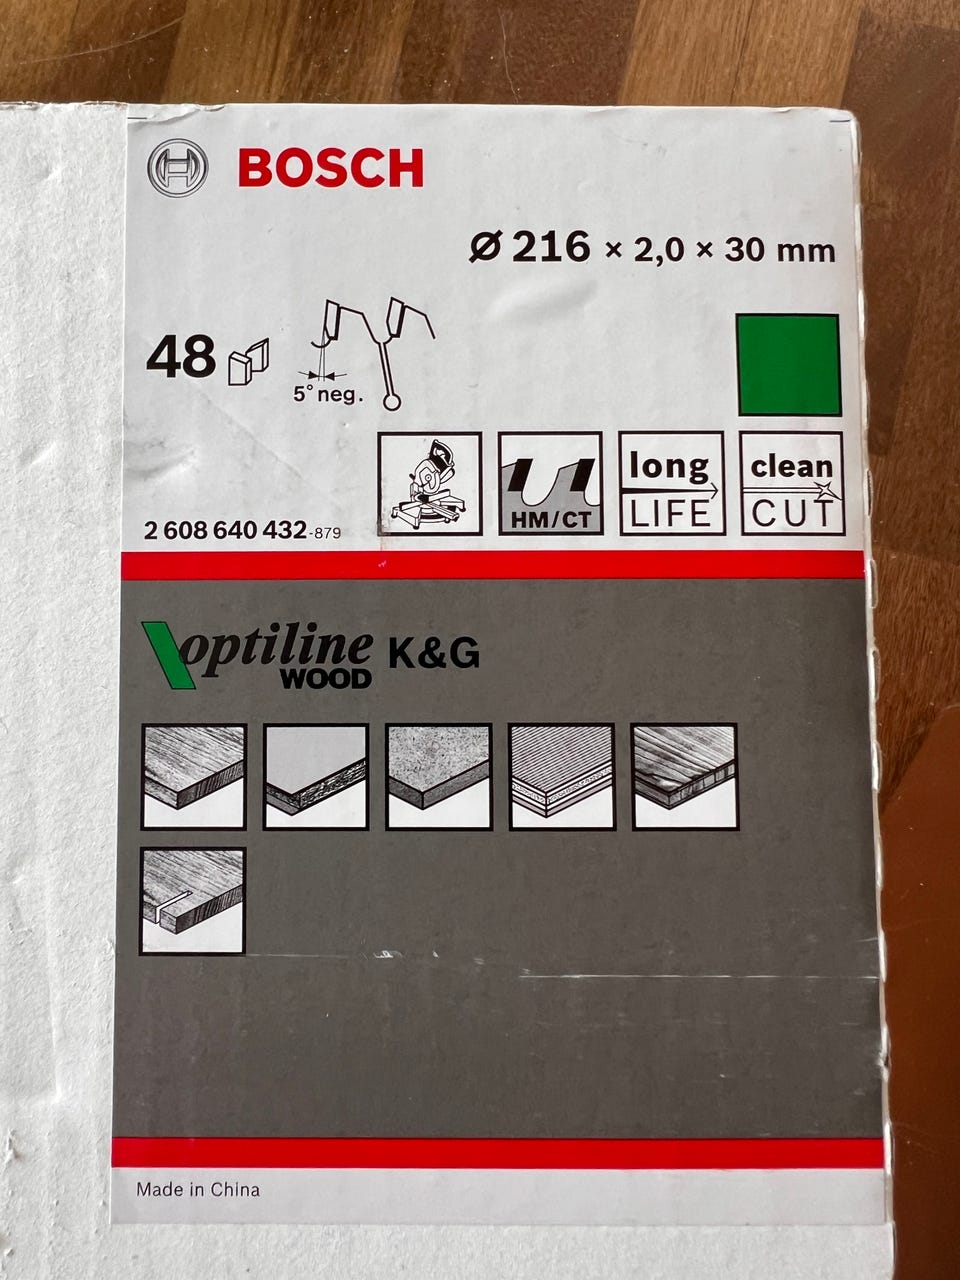 BOSCH
Ø 216 × 2,0 × 30 mm
48
5° neg.
HM/CT
long
LIFE
clean
CUT
2 608 640 432-879
optiline K&G
WOOD
Made in China